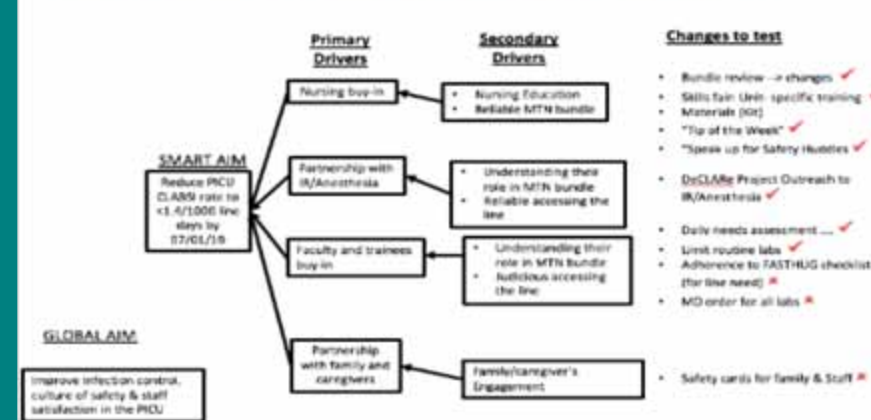 Primary
Drivers
Secondary
Drivers
Changes to test
Nursing buy-in
• Nursing Education
• Reliable MTN bundle
• Bundle review --> changes ✓
• Skills fair: Unit- specific training
• Materials (Kit)
• "Tip of the Week" ✓
• "Speak up for Safety Huddles ✓
SMART AIM
Reduce PICU
CLABSI rate to
<1.4/1000 line
days by
07/01/19
Partnership with
IR/Anesthesia
• Understanding their
role in MTN bundle
• Reliable accessing the
line
• DeCLARe Project Outreach to
IR/Anesthesia ✓
Faculty and trainees
buy-in
• Understanding their
role in MTN bundle
• Judicious accessing
the line
• Daily needs assessment .... ✓
• Limit routine labs ✓
• Adherence to FASTHUG checklist
(for line need) ×
• MD order for all labs ×
GLOBAL AIM
Improve infection control,
culture of safety & staff
satisfaction in the PICU
Partnership
with family and
caregivers
Family/caregiver's
Engagement
• Safety cards for family & Staff ×